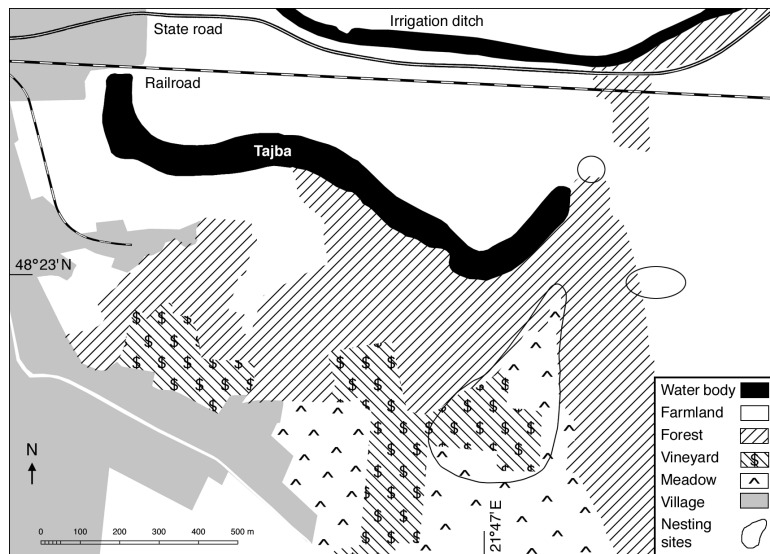 Irrigation ditch
State road
Railroad
Tajba
48°23'N
N
0 100 200 300 400 500 m
21°47'E
Water body
Farmland
Forest
Vineyard
Meadow
Village
Nesting
sites